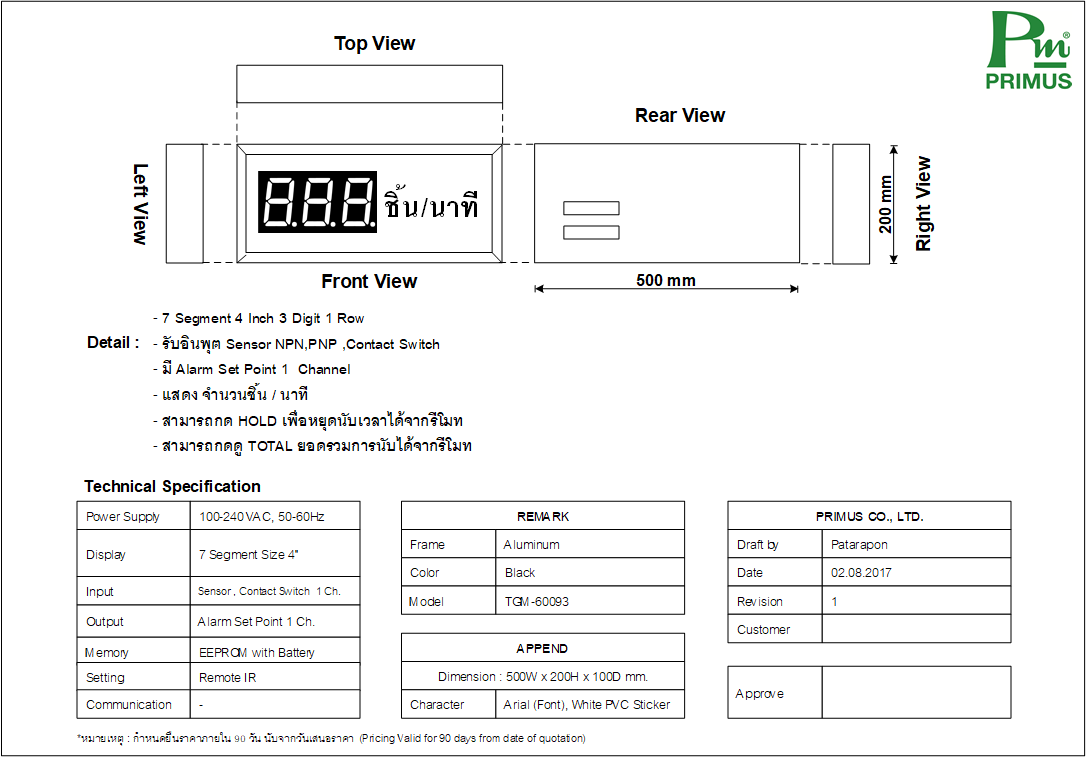 Top View
Pm®
PRIMUS
Rear View
Left View
8.8.8. ชิ้น/นาที
200 mm
Right View
Front View
500 mm
Detail :
- 7 Segment 4 Inch 3 Digit 1 Row
- รับอินพุต Sensor NPN,PNP ,Contact Switch
- มี Alarm Set Point 1 Channel
- แสดง จำนวนชิ้น / นาที
- สามารถกด HOLD เพื่อหยุดนับเวลาได้จากรีโมท
- สามารถกดดู TOTAL ยอดรวมการนับได้จากรีโมท
Technical Specification
Power Supply 100-240VAC, 50-60Hz
Display 7 Segment Size 4"
Input Sensor , Contact Switch 1 Ch.
Output Alarm Set Point 1 Ch.
Memory EEPROM with Battery
Setting Remote IR
Communication -
REMARK
Frame Aluminum
Color Black
Model TGM-60093
APPEND
Dimension : 500W x 200H x 100D mm.
Character Arial (Font), White PVC Sticker
PRIMUS CO., LTD.
Draft by Patarapon
Date 02.08.2017
Revision 1
Customer
Approve
*หมายเหตุ : กำหนดยืนราคาภายใน 90 วัน นับจากวันเสนอราคา (Pricing Valid for 90 days from date of quotation)